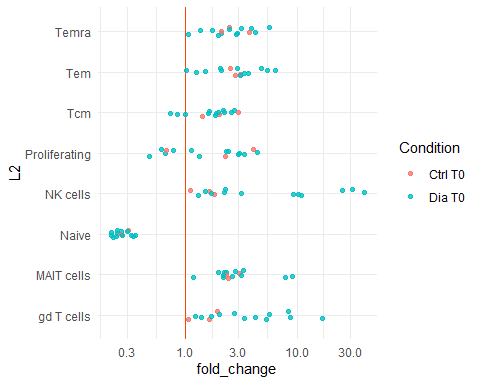 Temra
Tem
Tcm
Proliferating
NK cells
Naive
MAIT cells
gd T cells
L2
0.3 1.0 3.0 10.0 30.0
fold_change
Condition
Ctrl T0
Dia T0